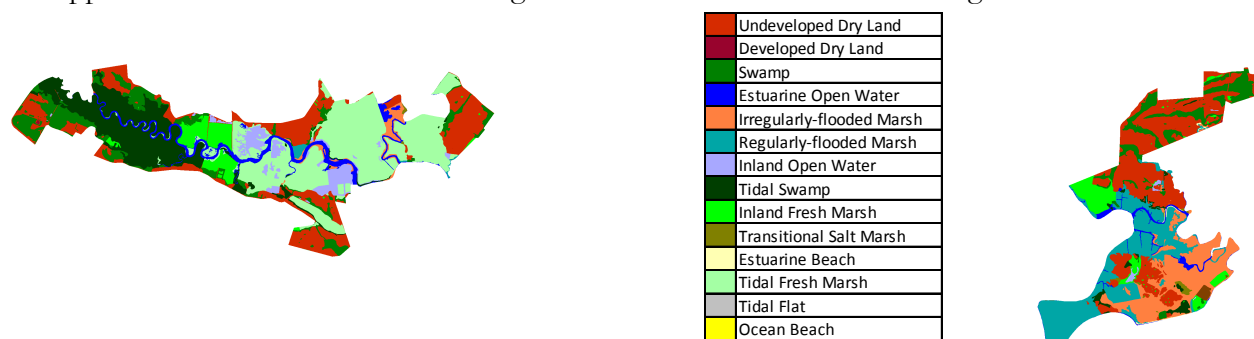 Undeveloped Dry Land
Developed Dry Land
Swamp
Estuarine Open Water
Irregularly-flooded Marsh
Regularly-flooded Marsh
Inland Open Water
Tidal Swamp
Inland Fresh Marsh
Transitional Salt Marsh
Estuarine Beach
Tidal Fresh Marsh
Tidal Flat
Ocean Beach